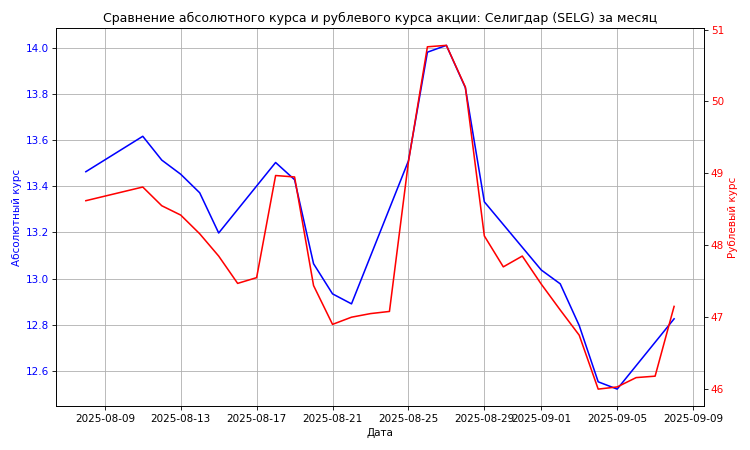 Сравнение абсолютного курса и рублевого курса акции: Селигдар (SELG) за месяц
14.0
13.8
13.6
13.4
13.2
13.0
12.8
12.6
Абсолютный курс
51
50
49
48
47
46
Рублевый курс
2025-08-09 2025-08-13 2025-08-17 2025-08-21 2025-08-25 2025-08-29 2025-09-01 2025-09-05 2025-09-09
Дата